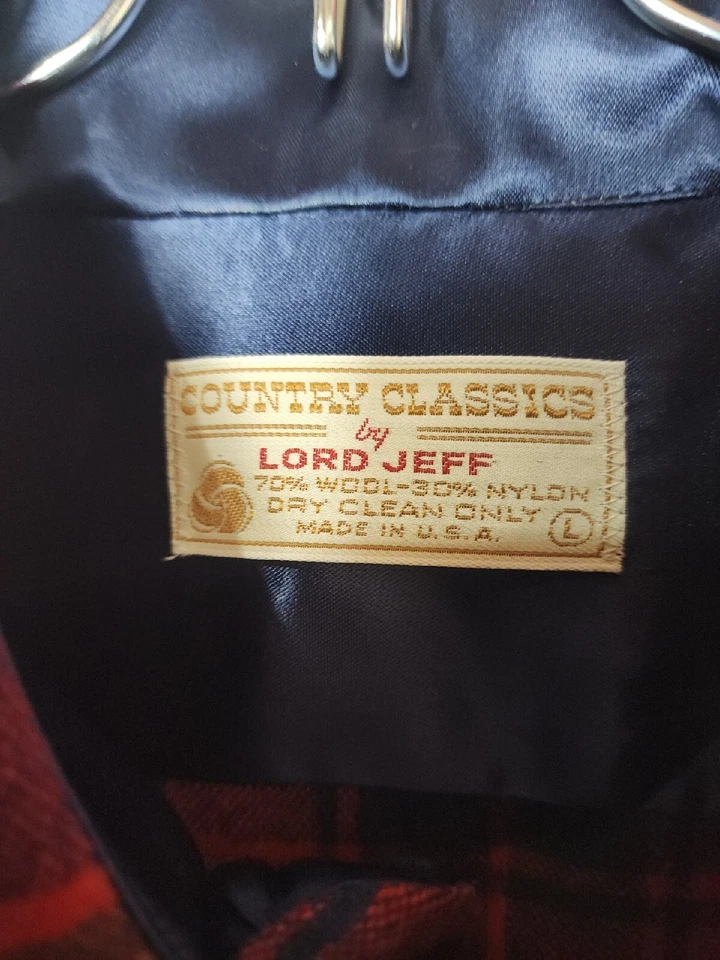 COUNTRY CLASSICS
by
LORD JEFF
70% WOOL-30% NYLON
DRY CLEAN ONLY
MADE IN U.S.A.
L